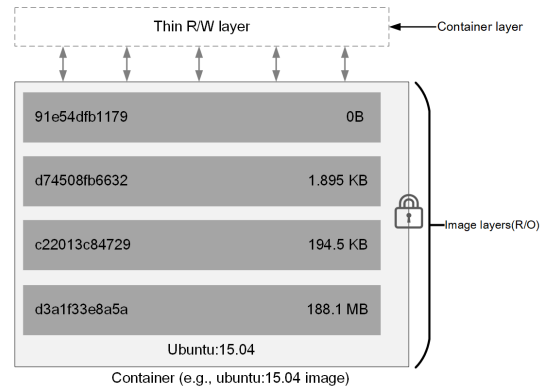 Thin R/W layer
Container layer
91e54dfb1179 0B
d74508fb6632 1.895 KB
c22013c84729 194.5 KB
Image layers(R/O)
d3a1f33e8a5a 188.1 MB
Ubuntu:15.04
Container (e.g., ubuntu:15.04 image)